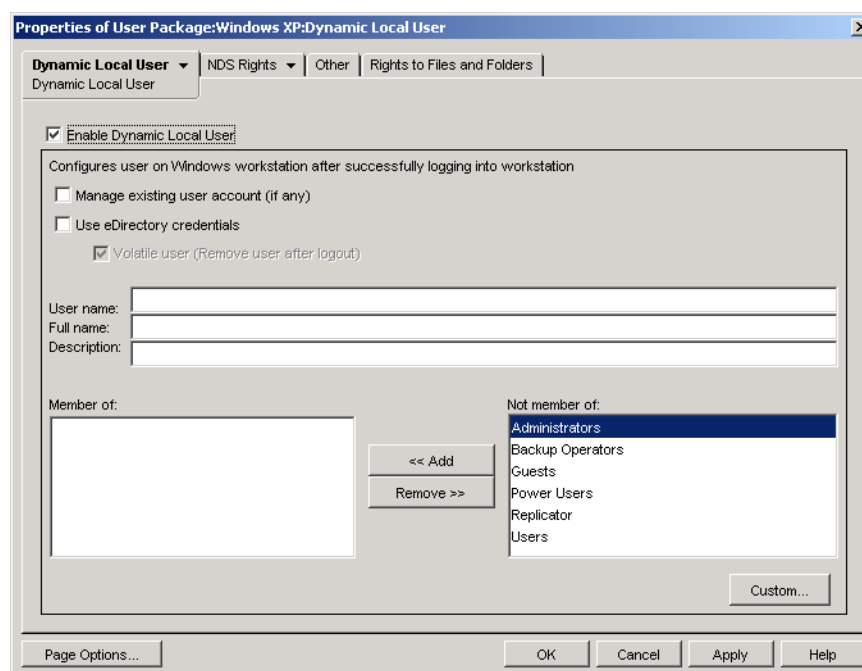 Properties of User Package:Windows XP:Dynamic Local User
Dynamic Local User NDS Rights Other Rights to Files and Folders
Dynamic Local User
Enable Dynamic Local User
Configures user on Windows workstation after successfully logging into workstation
Manage existing user account (if any)
Use eDirectory credentials
Volatile user (Remove user after logout)
User name:
Full name:
Description:
Member of:
Not member of:
Administrators
Backup Operators
Guests
Power Users
Replicator
Users
<< Add
Remove >>
Custom...
Page Options... OK Cancel Apply Help